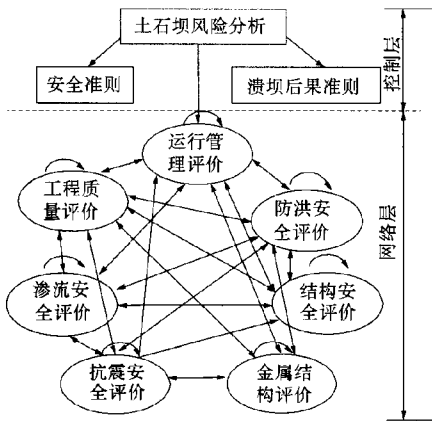 土石坝风险分析
安全准则
溃坝后果准则
控制层
运行管
理评价
工程质
量评价
防洪安
全评价
网络层
渗流安
全评价
结构安
全评价
抗震安
全评价
金属结
构评价